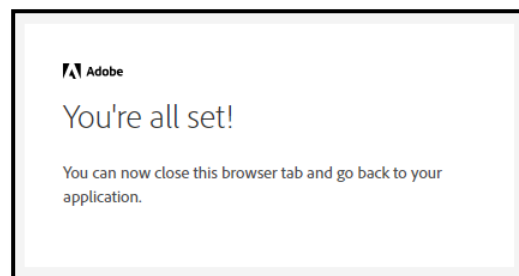 Adobe
You're all set!
You can now close this browser tab and go back to your
application.